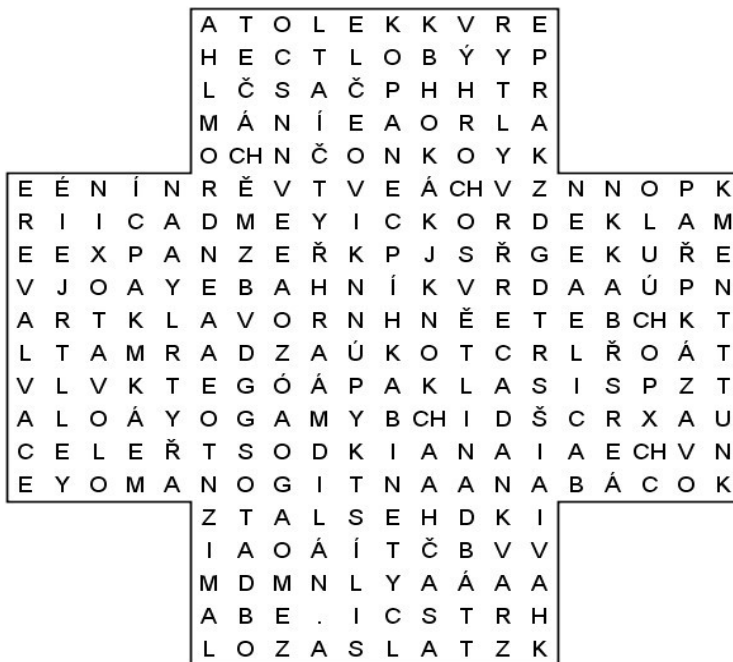 A T O L E K K V R E
H E C T L O B Ý Y P
L Č S A Č P H H T R
M Á N Í E A O R L A
O CH N Č O N K O Y K
E É N Í N R Ě V T V E Á CH V Z N N O P K
R I I C A D M E Y I C K O R D E K L A M
E E X P A N Z E Ř K P J S Ř G E K U Ř E
V J O A Y E B A H N Í K V R D A A Ú P N
A R T K L A V O R N H N Ě E T E B CH K T
L T A M R A D Z A Ú K O T C R L Ř O Á T
V L V K T E G Ó Á P A K L A S I S P Z T
A L O Á Y O G A M Y B CH I D Š C R X A U
C E L E Ř T S O D K I A N A I A E CH V N
E Y O M A N O G I T N A A N A B Á C O K
Z T A L S E H D K I
I A O Á Í T Č B V V
M D M N L Y A Á A A
A B E . I C S T R H
L O Z A S L A T Z K